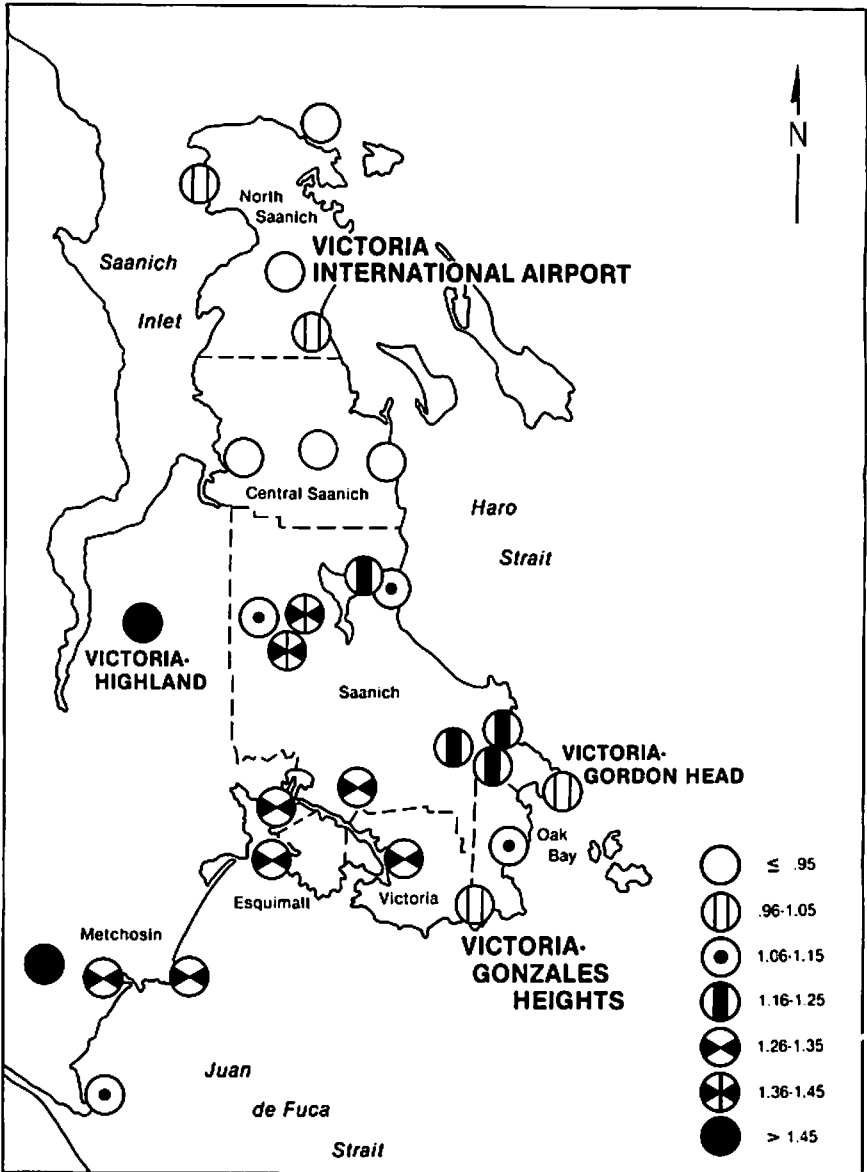 N
North
Saanich
VICTORIA
INTERNATIONAL AIRPORT
Saanich
Inlet
Central Saanich
Haro
Strait
VICTORIA-
HIGHLAND
Saanich
VICTORIA-
GORDON HEAD
Oak
Bay
Esquimalt
Victoria
Metchosin
VICTORIA-
GONZALES
HEIGHTS
Juan
de Fuca
Strait
≤ .95
.96-1.05
1.06-1.15
1.16-1.25
1.26-1.35
1.36-1.45
> 1.45